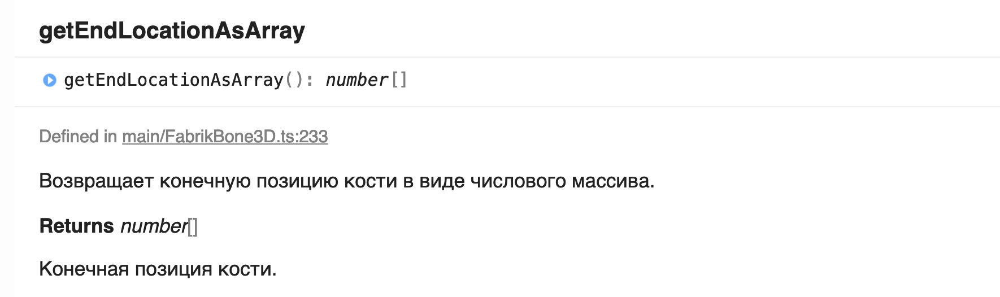 getEndLocationAsArray
getEndLocationAsArray(): number[]
Defined in main/FabrikBone3D.ts:233
Возвращает конечную позицию кости в виде числового массива.
Returns number[]
Конечная позиция кости.